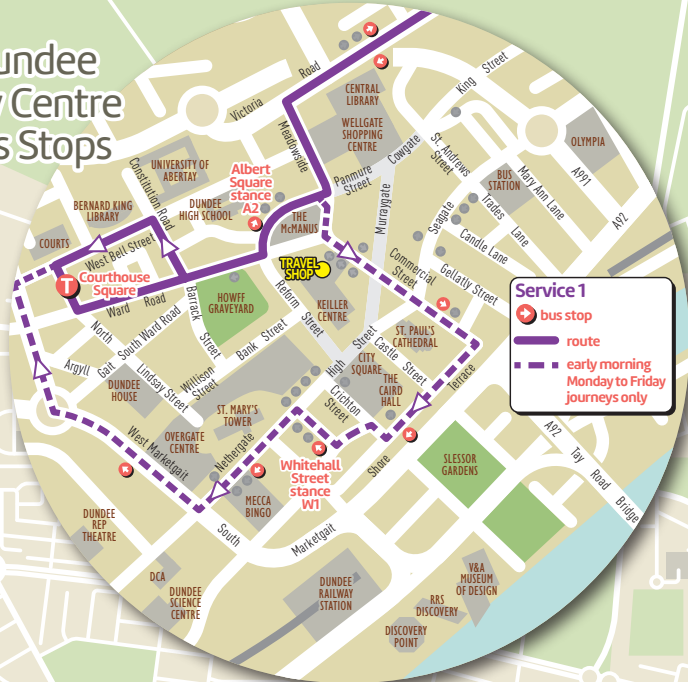 undee
Centre
s Stops
Road
Victoria
Meadowside
King Street
CENTRAL
LIBRARY
WELLGATE
SHOPPING
CENTRE
Cowgate
St. Andrews
Street
OLYMPIA
A991
A92
BUS
STATION
Mary Ann Lane
Trades
Lane
Candle Lane
Seagate
Gellatly Street
Commercial
Street
Panmure
Street
Murraygate
UNIVERSITY OF
ABERTAY
Albert
Square
stance
A2
Constitution Road
DUNDEE
HIGH SCHOOL
BERNARD KING
LIBRARY
THE
McMANUS
COURTS
West Bell Street
T
Courthouse
Square
Ward Road
TRAVEL
SHOP
HOWFF
GRAVEYARD
Barrack
Street
Reform
Street
KEILLER
CENTRE
ST. PAUL'S
CATHEDRAL
North
South Ward Road
Bank Street
High Street
CITY
SQUARE
Castle Street
THE
CAIRD
HALL
Terrace
Argyll
Gait
Lindsay Street
Willison
Street
DUNDEE
HOUSE
Crichton
Street
ST. MARY'S
TOWER
OVERGATE
CENTRE
West Marketgait
Nethergate
Whitehall
Street
stance
W1
Shore
SLESSOR
GARDENS
MECCA
BINGO
DUNDEE
REP
THEATRE
South
Marketgait
DCA
DUNDEE
SCIENCE
CENTRE
DUNDEE
RAILWAY
STATION
V&A
MUSEUM
OF DESIGN
RRS
DISCOVERY
DISCOVERY
POINT
A92
Tay
Road
Bridge
Service 1
bus stop
route
early morning
Monday to Friday
journeys only